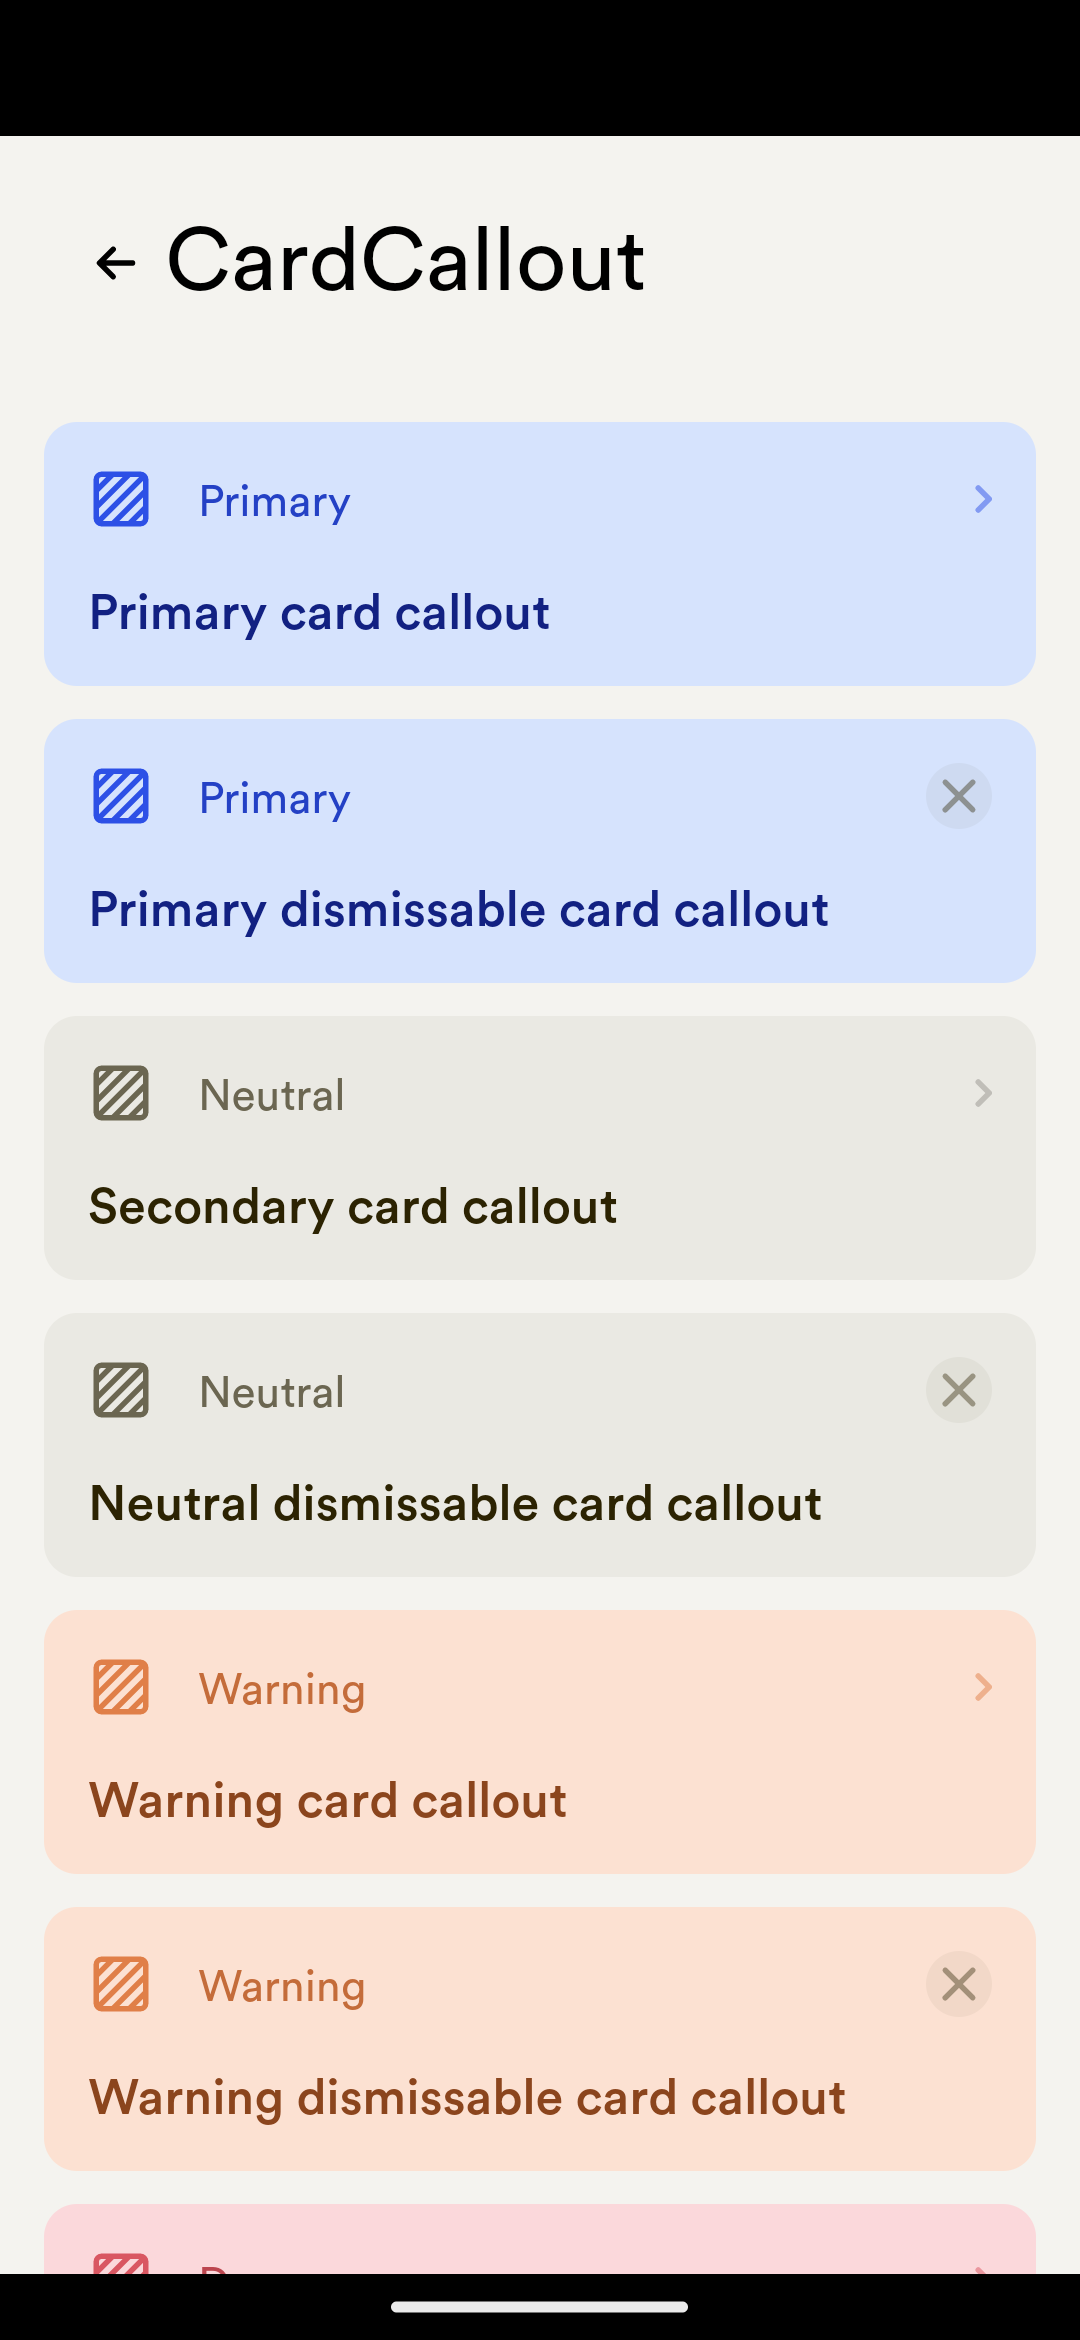 CardCallout
Primary
Primary card callout
Primary
Primary dismissable card callout
Neutral
Secondary card callout
Neutral
Neutral dismissable card callout
Warning
Warning card callout
Warning
Warning dismissable card callout